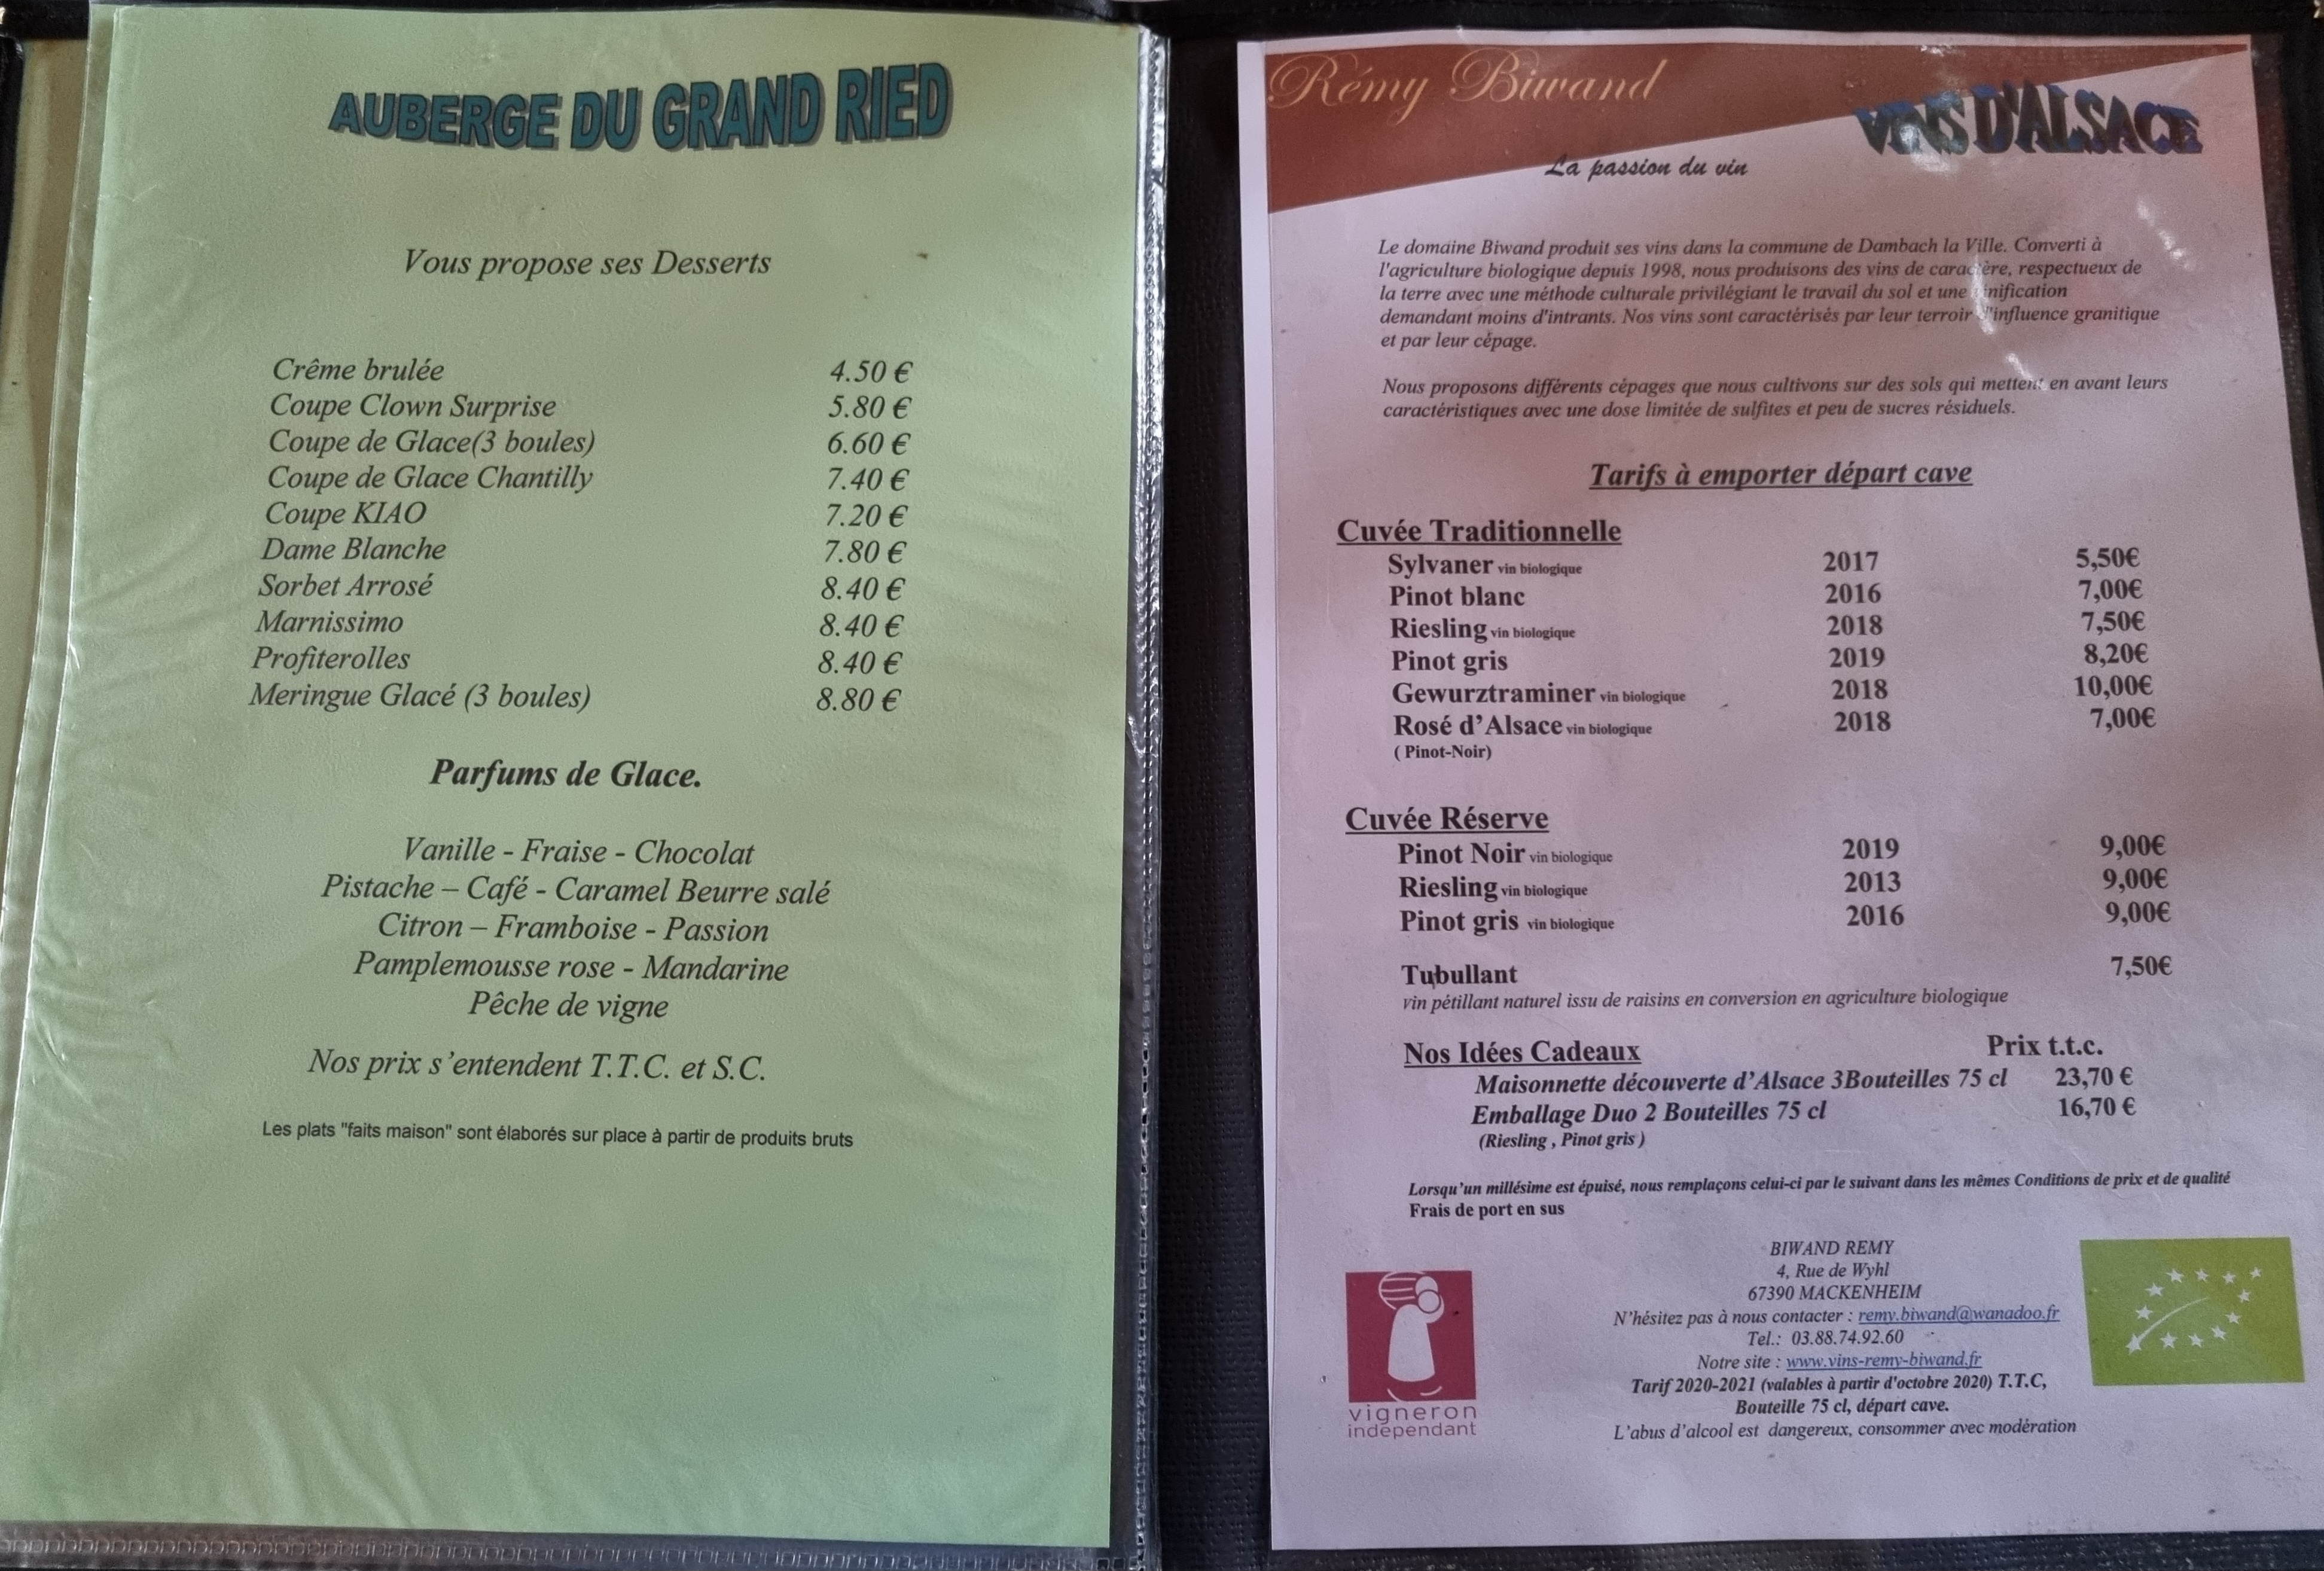 AUBERGE DU GRAND RIED
Vous propose ses Desserts
Crême brulée 4.50 €
Coupe Clown Surprise 5.80 €
Coupe de Glace(3 boules) 6.60 €
Coupe de Glace Chantilly 7.40 €
Coupe KIAO 7.20 €
Dame Blanche 7.80 €
Sorbet Arrosé 8.40 €
Marnissimo 8.40 €
Profiterolles 8.40 €
Meringue Glacé (3 boules) 8.80 €
Parfums de Glace.
Vanille - Fraise - Chocolat
Pistache – Café - Caramel Beurre salé
Citron – Framboise - Passion
Pamplemousse rose - Mandarine
Pêche de vigne
Nos prix s’entendent T.T.C. et S.C.
Les plats "faits maison" sont élaborés sur place à partir de produits bruts
Rémy Biwand
VINS D'ALSACE
La passion du vin
Le domaine Biwand produit ses vins dans la commune de Dambach la Ville. Converti à
l'agriculture biologique depuis 1998, nous produisons des vins de caractère, respectueux de
la terre avec une méthode culturale privilégiant le travail du sol et une vinification
demandant moins d'intrants. Nos vins sont caractérisés par leur terroir d'influence granitique
et par leur cépage.
Nous proposons différents cépages que nous cultivons sur des sols qui mettent en avant leurs
caractéristiques avec une dose limitée de sulfites et peu de sucres résiduels.
Tarifs à emporter départ cave
Cuvée Traditionnelle
Sylvaner vin biologique 2017 5,50€
Pinot blanc 2016 7,00€
Riesling vin biologique 2018 7,50€
Pinot gris 2019 8,20€
Gewurztraminer vin biologique 2018 10,00€
Rosé d’Alsace vin biologique 2018 7,00€
( Pinot-Noir)
Cuvée Réserve
Pinot Noir vin biologique 2019 9,00€
Riesling vin biologique 2013 9,00€
Pinot gris vin biologique 2016 9,00€
Tubullant 7,50€
vin pétillant naturel issu de raisins en conversion en agriculture biologique
Nos Idées Cadeaux Prix t.t.c.
Maisonnette découverte d’Alsace 3Bouteilles 75 cl 23,70 €
Emballage Duo 2 Bouteilles 75 cl 16,70 €
(Riesling , Pinot gris )
Lorsqu’un millésime est épuisé, nous remplaçons celui-ci par le suivant dans les mêmes Conditions de prix et de qualité
Frais de port en sus
BIWAND REMY
4, Rue de Wyhl
67390 MACKENHEIM
N’hésitez pas à nous contacter : remy.biwand@wanadoo.fr
Tel.: 03.88.74.92.60
Notre site : www.vins-remy-biwand.fr
Tarif 2020-2021 (valables à partir d'octobre 2020) T.T.C,
Bouteille 75 cl, départ cave.
L’abus d’alcool est dangereux, consommer avec modération
vigneron
indépendant